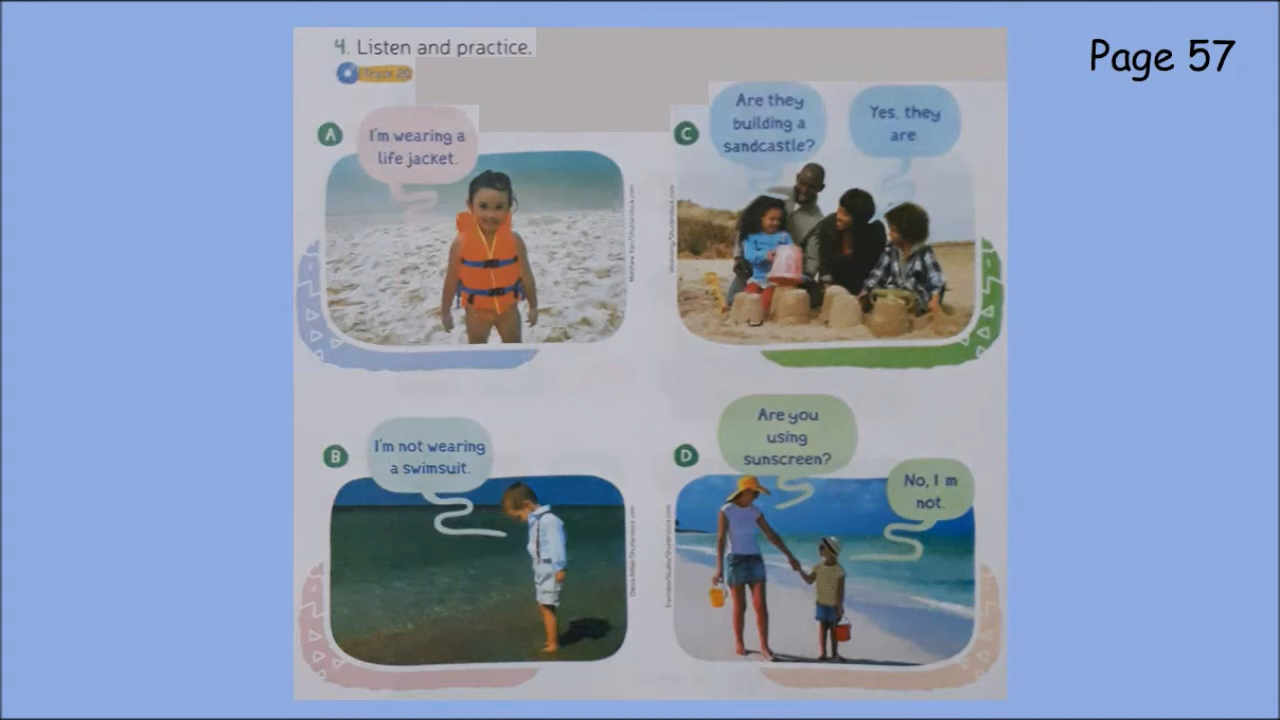 Page 57
4. Listen and practice.
Track 20
A
I'm wearing a
life jacket.
C
Are they
building a
sandcastle?
Yes, they
are.
B
I'm not wearing
a swimsuit.
D
Are you
using
sunscreen?
No, I'm
not.